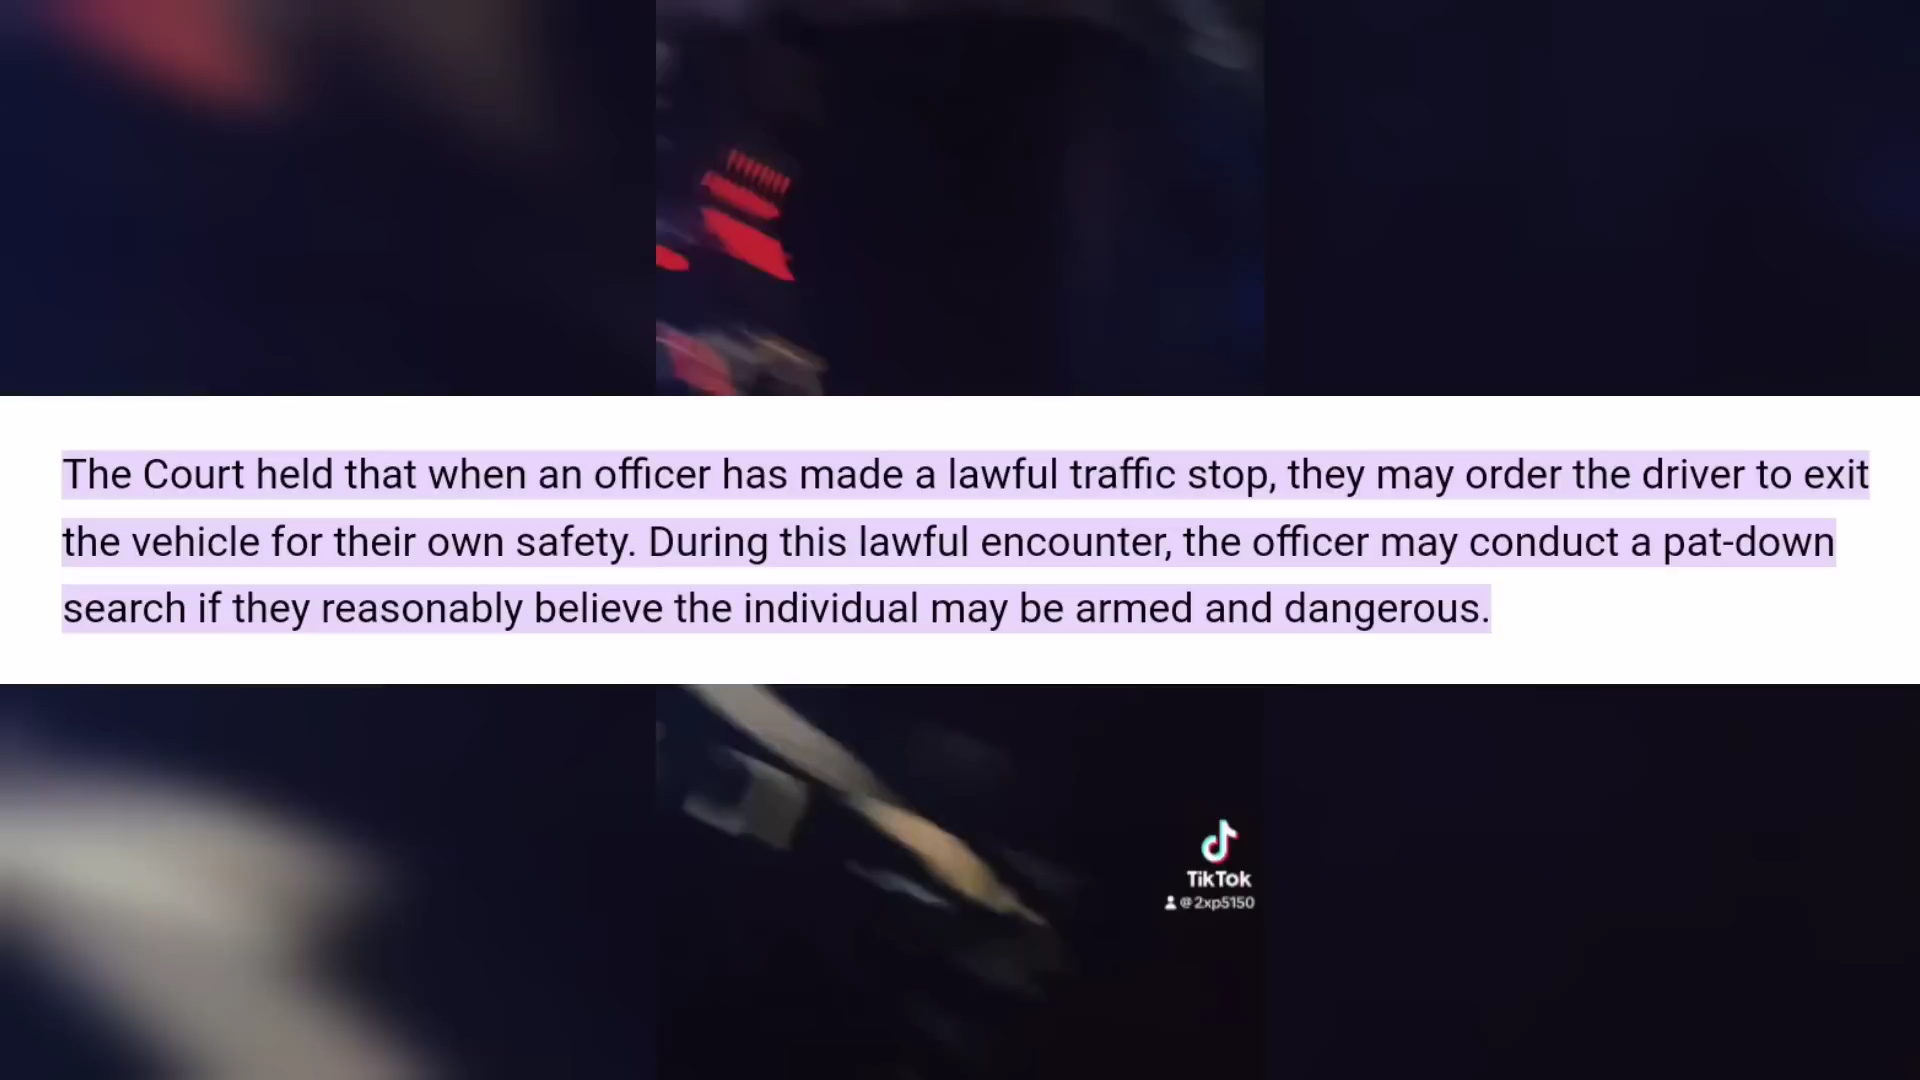 The Court held that when an officer has made a lawful traffic stop, they may order the driver to exit
the vehicle for their own safety. During this lawful encounter, the officer may conduct a pat-down
search if they reasonably believe the individual may be armed and dangerous.
TikTok
@2xp5150